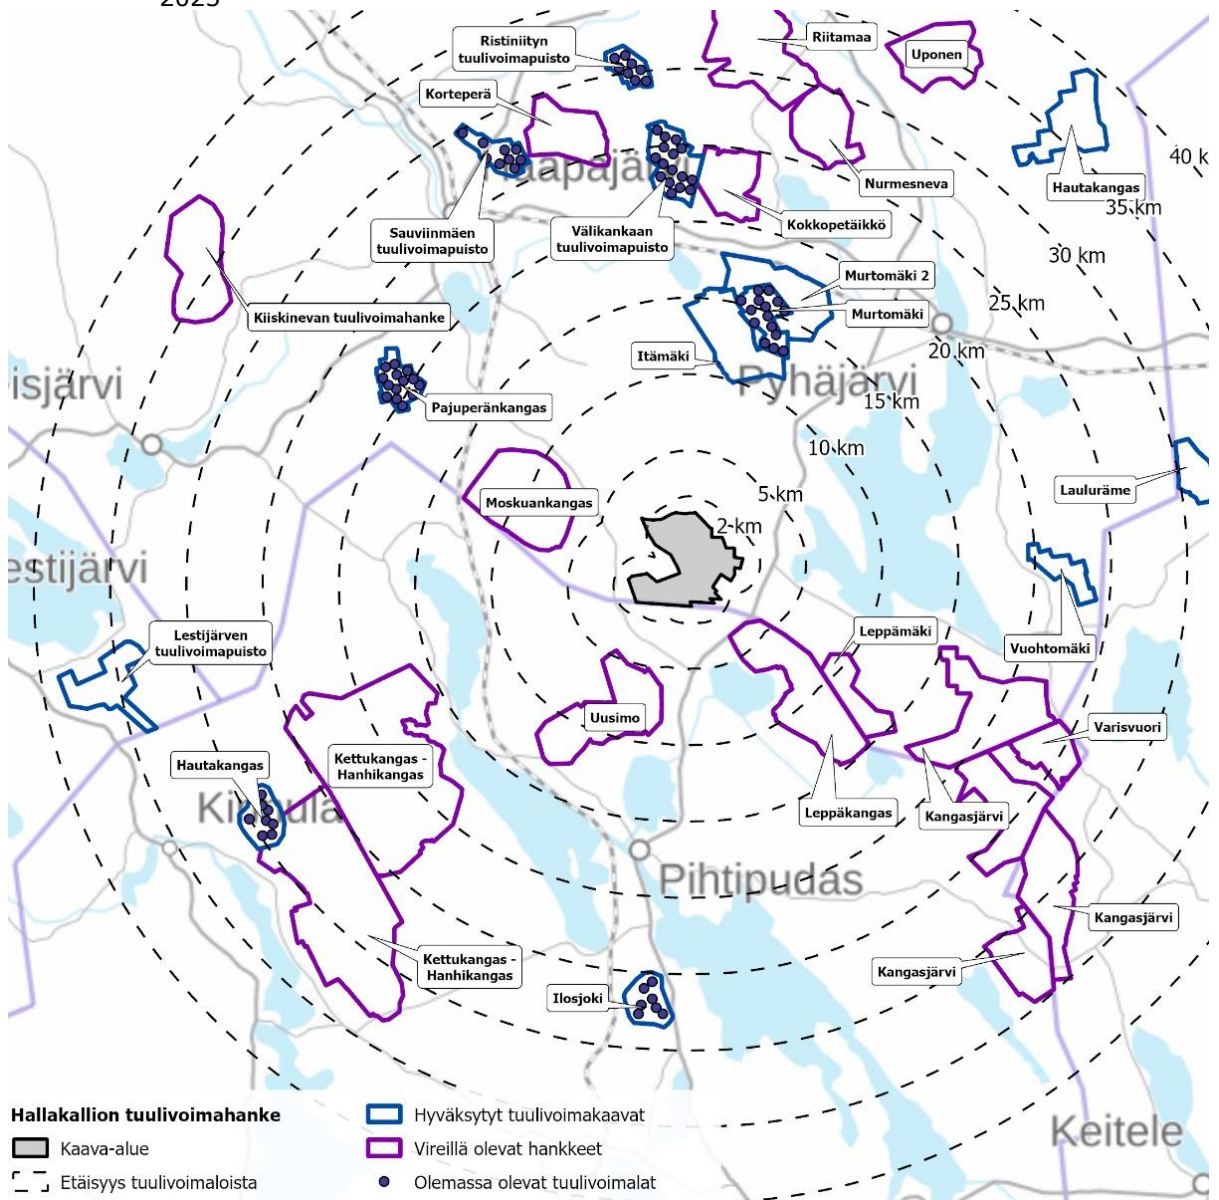 2025
Ristiniityn
tuulivoimapuisto
Riitamaa
Uponen
Korteperä
40 k
Haapajärvi
Nurmesneva
Hautakangas
35 km
Sauviinmäen
tuulivoimapuisto
Välikankaan
tuulivoimapuisto
Kokkopetäikkö
30 km
Murtomäki 2
Kiiskinevan tuulivoimahanke
Murtomäki
25 km
Itämäki
20 km
isjärvi
Pyhäjärvi
Pajuperänkangas
15 km
10 km
Moskuankangas
5 km
Lauluräme
2 km
estijärvi
Lestijärven
tuulivoimapuisto
Leppämäki
Vuohtomäki
Uusimo
Varisvuori
Hautakangas
Kettukangas -
Hanhikangas
Kinnula
Leppäkangas
Kangasjärvi
Pihtipudas
Kangasjärvi
Kettukangas -
Hanhikangas
Kangasjärvi
Ilosjoki
Hallakallion tuulivoimahanke
Kaava-alue
Etäisyys tuulivoimaloista
Hyväksytyt tuulivoimakaavat
Vireillä olevat hankkeet
Olemassa olevat tuulivoimalat
Keitele